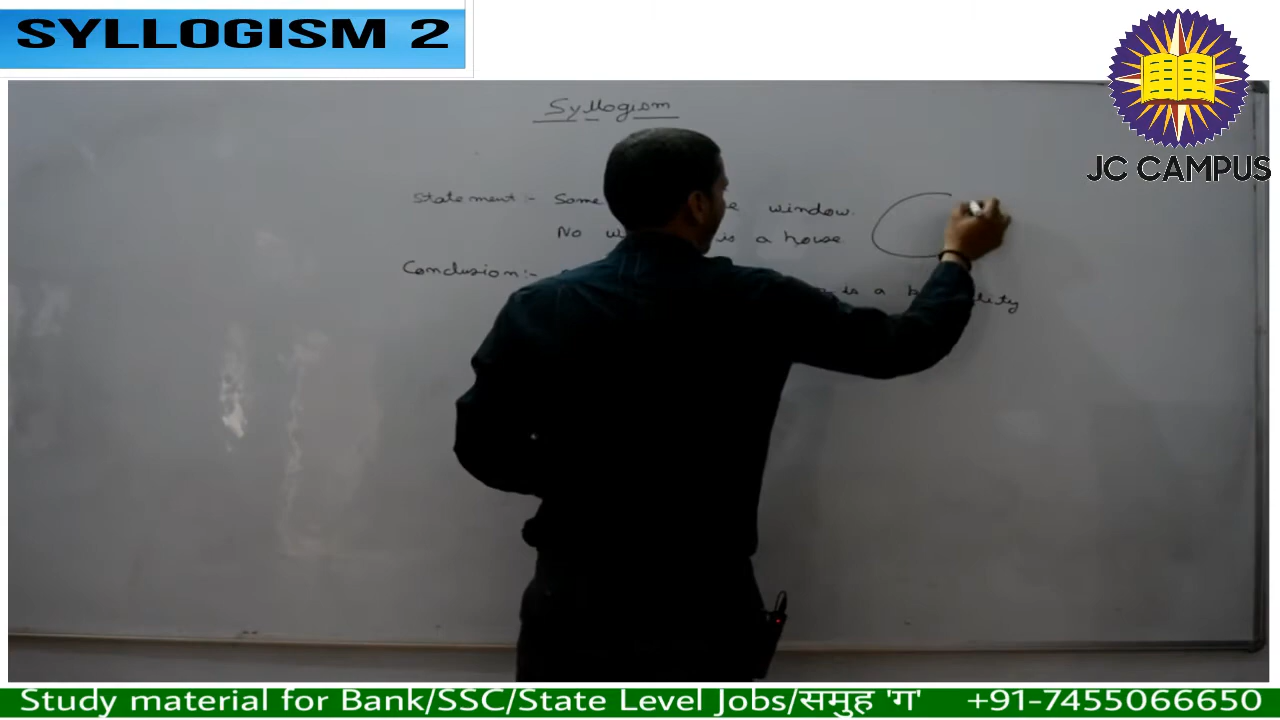 SYLLOGISM 2
JC CAMPUS
Syllogism
Statement :- Some window.
No is a house
Conclusion :- is a
Study material for Bank/SSC/State Level Jobs/समुह 'ग' +91-7455066650